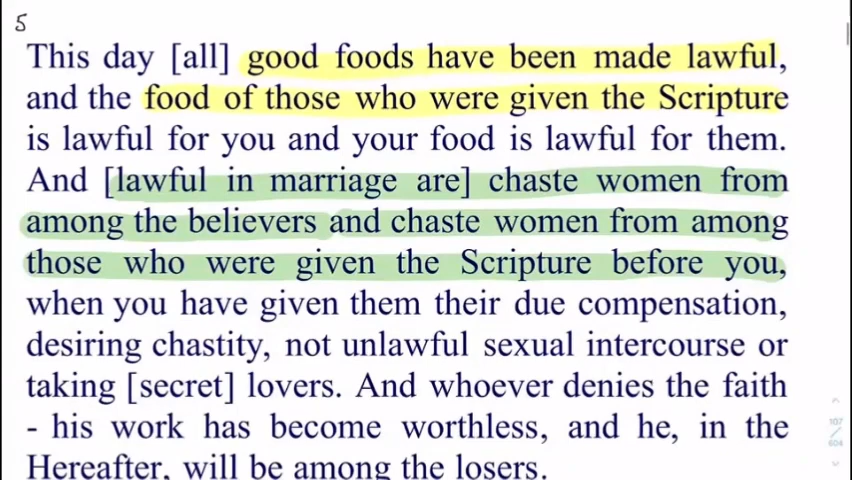 5
This day [all] good foods have been made lawful,
and the food of those who were given the Scripture
is lawful for you and your food is lawful for them.
And [lawful in marriage are] chaste women from
among the believers and chaste women from among
those who were given the Scripture before you,
when you have given them their due compensation,
desiring chastity, not unlawful sexual intercourse or
taking [secret] lovers. And whoever denies the faith
- his work has become worthless, and he, in the
Hereafter, will be among the losers.
107
604